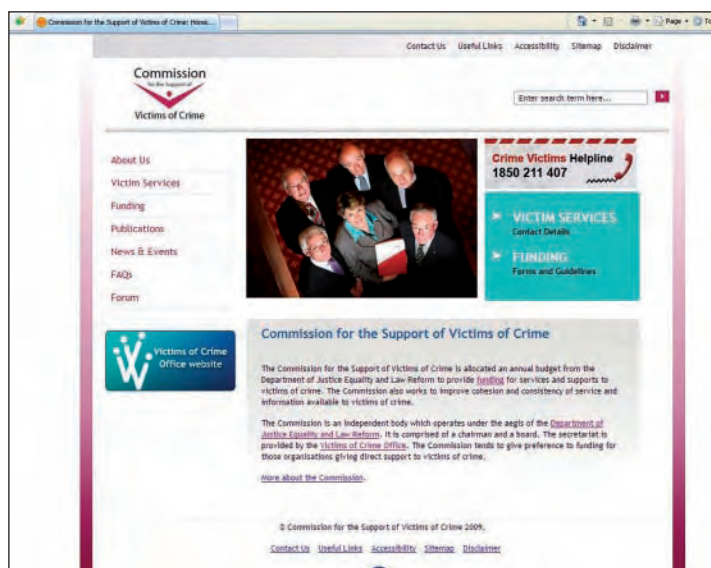 Commission for the Support of Victims of Crime: Home...
Page
To
Contact Us Useful Links Accessibility Sitemap Disclaimer
Commission
for the Support of
Victims of Crime
Enter search term here...
About Us
Victim Services
Funding
Publications
News & Events
FAQs
Forum
Crime Victims Helpline
1850 211 407
VICTIM SERVICES
Contact Details
FUNDING
Forms and Guidelines
Victims of Crime
Office website
Commission for the Support of Victims of Crime
The Commission for the Support of Victims of Crime is allocated an annual budget from the
Department of Justice Equality and Law Reform to provide funding for services and supports to
victims of crime. The Commission also works to improve cohesion and consistency of service and
information available to victims of crime.
The Commission is an independent body which operates under the aegis of the Department of
Justice Equality and Law Reform. It is comprised of a chairman and a board. The secretariat is
provided by the Victims of Crime Office. The Commission tends to give preference to funding for
those organisations giving direct support to victims of crime.
More about the Commission.
© Commission for the Support of Victims of Crime 2009.
Contact Us Useful Links Accessibility Sitemap Disclaimer